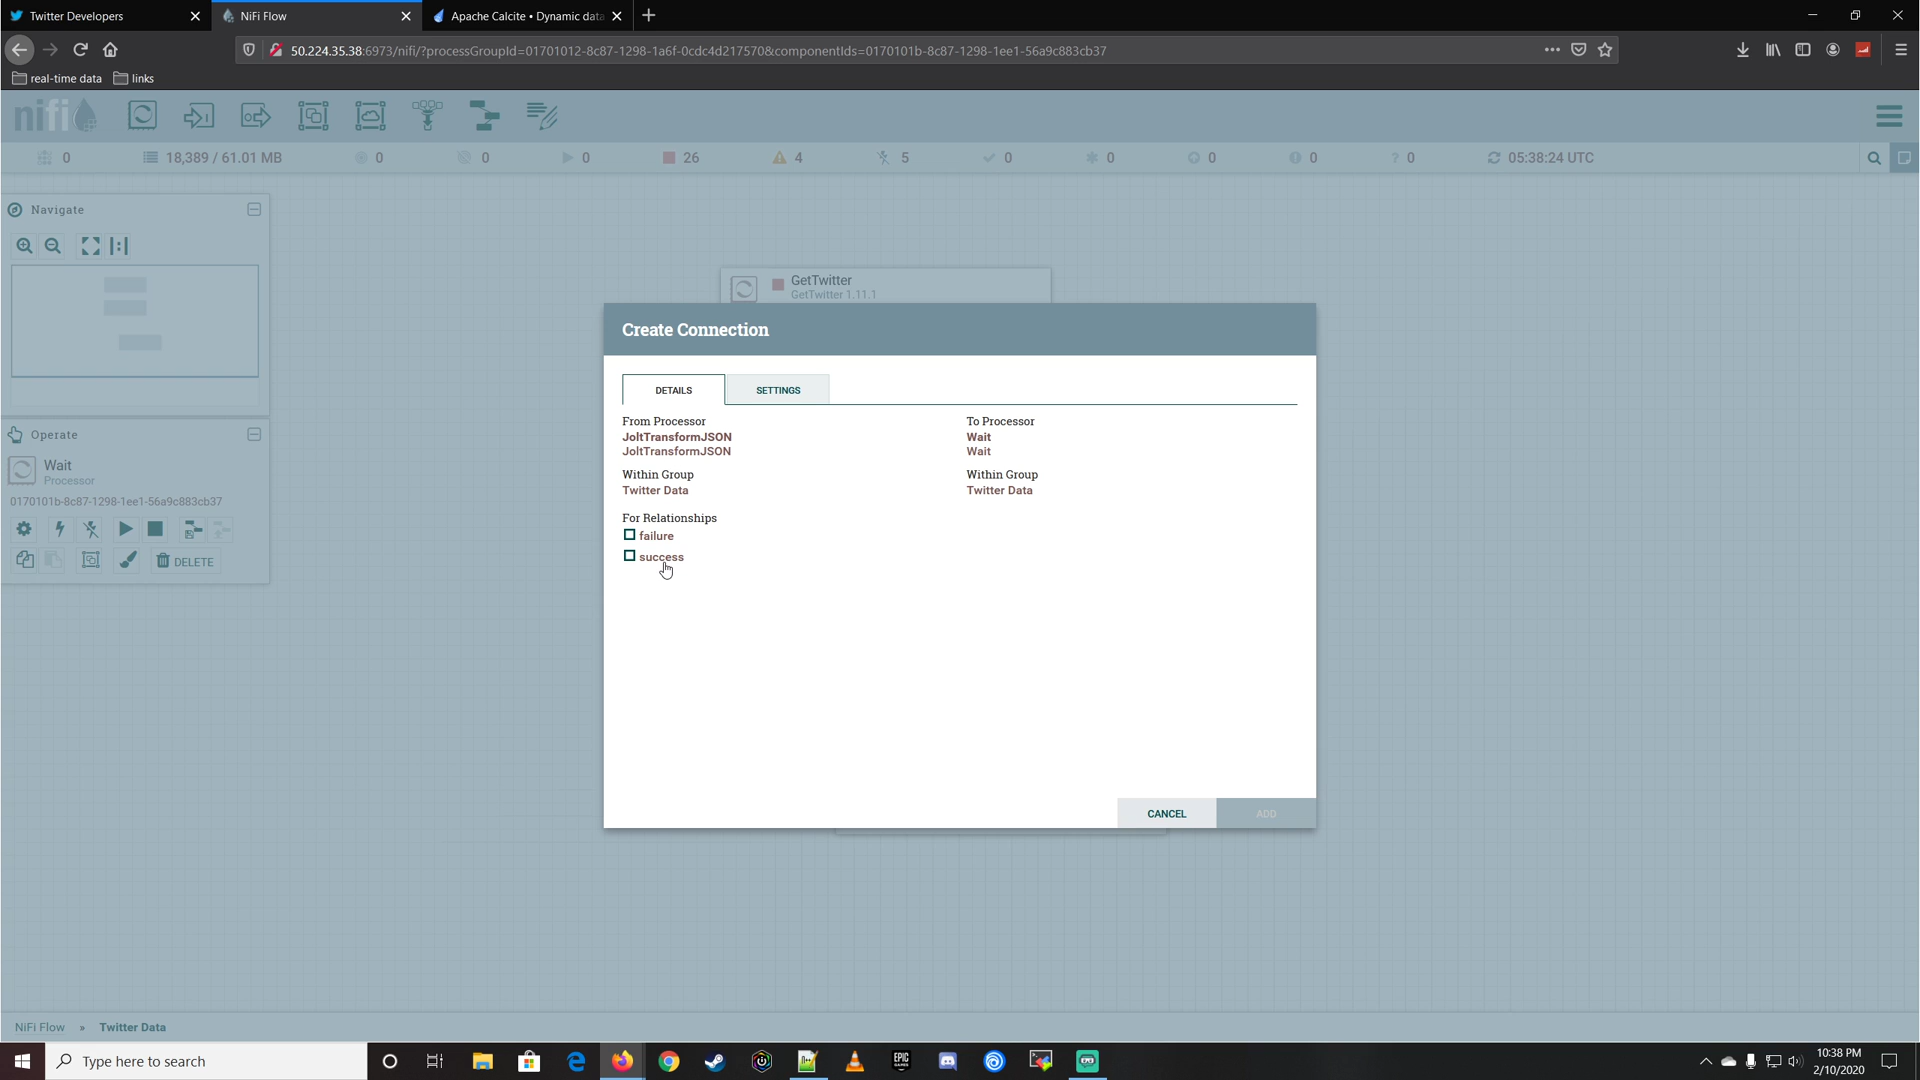 Twitter Developers
NiFi Flow
Apache Calcite • Dynamic data
50.224.35.38:6973/nifi/?processGroupId=01701012-8c87-1298-1a6f-0cdc4d217570&componentIds=0170101b-8c87-1298-1ee1-56a9c883cb37
real-time data
links
nifi
0
18,389 / 61.01 MB
0
0
0
26
4
5
0
0
0
0
? 0
05:38:24 UTC
Navigate
GetTwitter
GetTwitter 1.11.1
Create Connection
DETAILS
SETTINGS
From Processor
JoltTransformJSON
JoltTransformJSON
To Processor
Wait
Wait
Within Group
Twitter Data
Within Group
Twitter Data
For Relationships
failure
success
CANCEL
ADD
Operate
Wait
Processor
0170101b-8c87-1298-1ee1-56a9c883cb37
DELETE
NiFi Flow » Twitter Data
Type here to search
EPIC GAMES
10:38 PM
2/10/2020